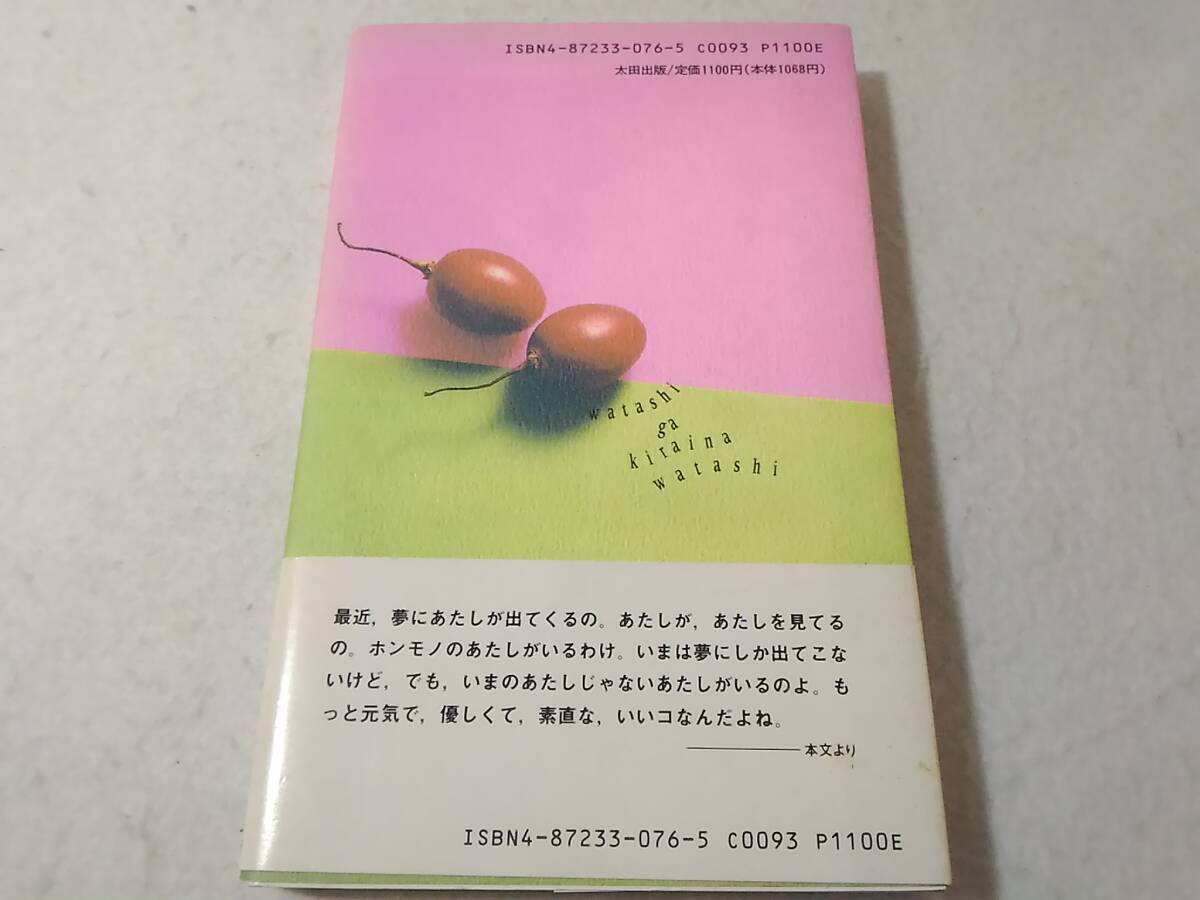 ISBN4-87233-076-5 C0093 P1100E
太田出版/定価1100円(本体1068円)
watashi
ga
kiraina
watashi
最近,夢にあたしが出てくるの。あたしが,あたしを見てる
の。ホンモノのあたしがいるわけ。いまは夢にしか出てこな
いけど,でも,いまのあたしじゃないあたしがいるのよ。も
っと元気で,優しくて,素直な,いいコなんだよね。
――本文より
ISBN4-87233-076-5 C0093 P1100E